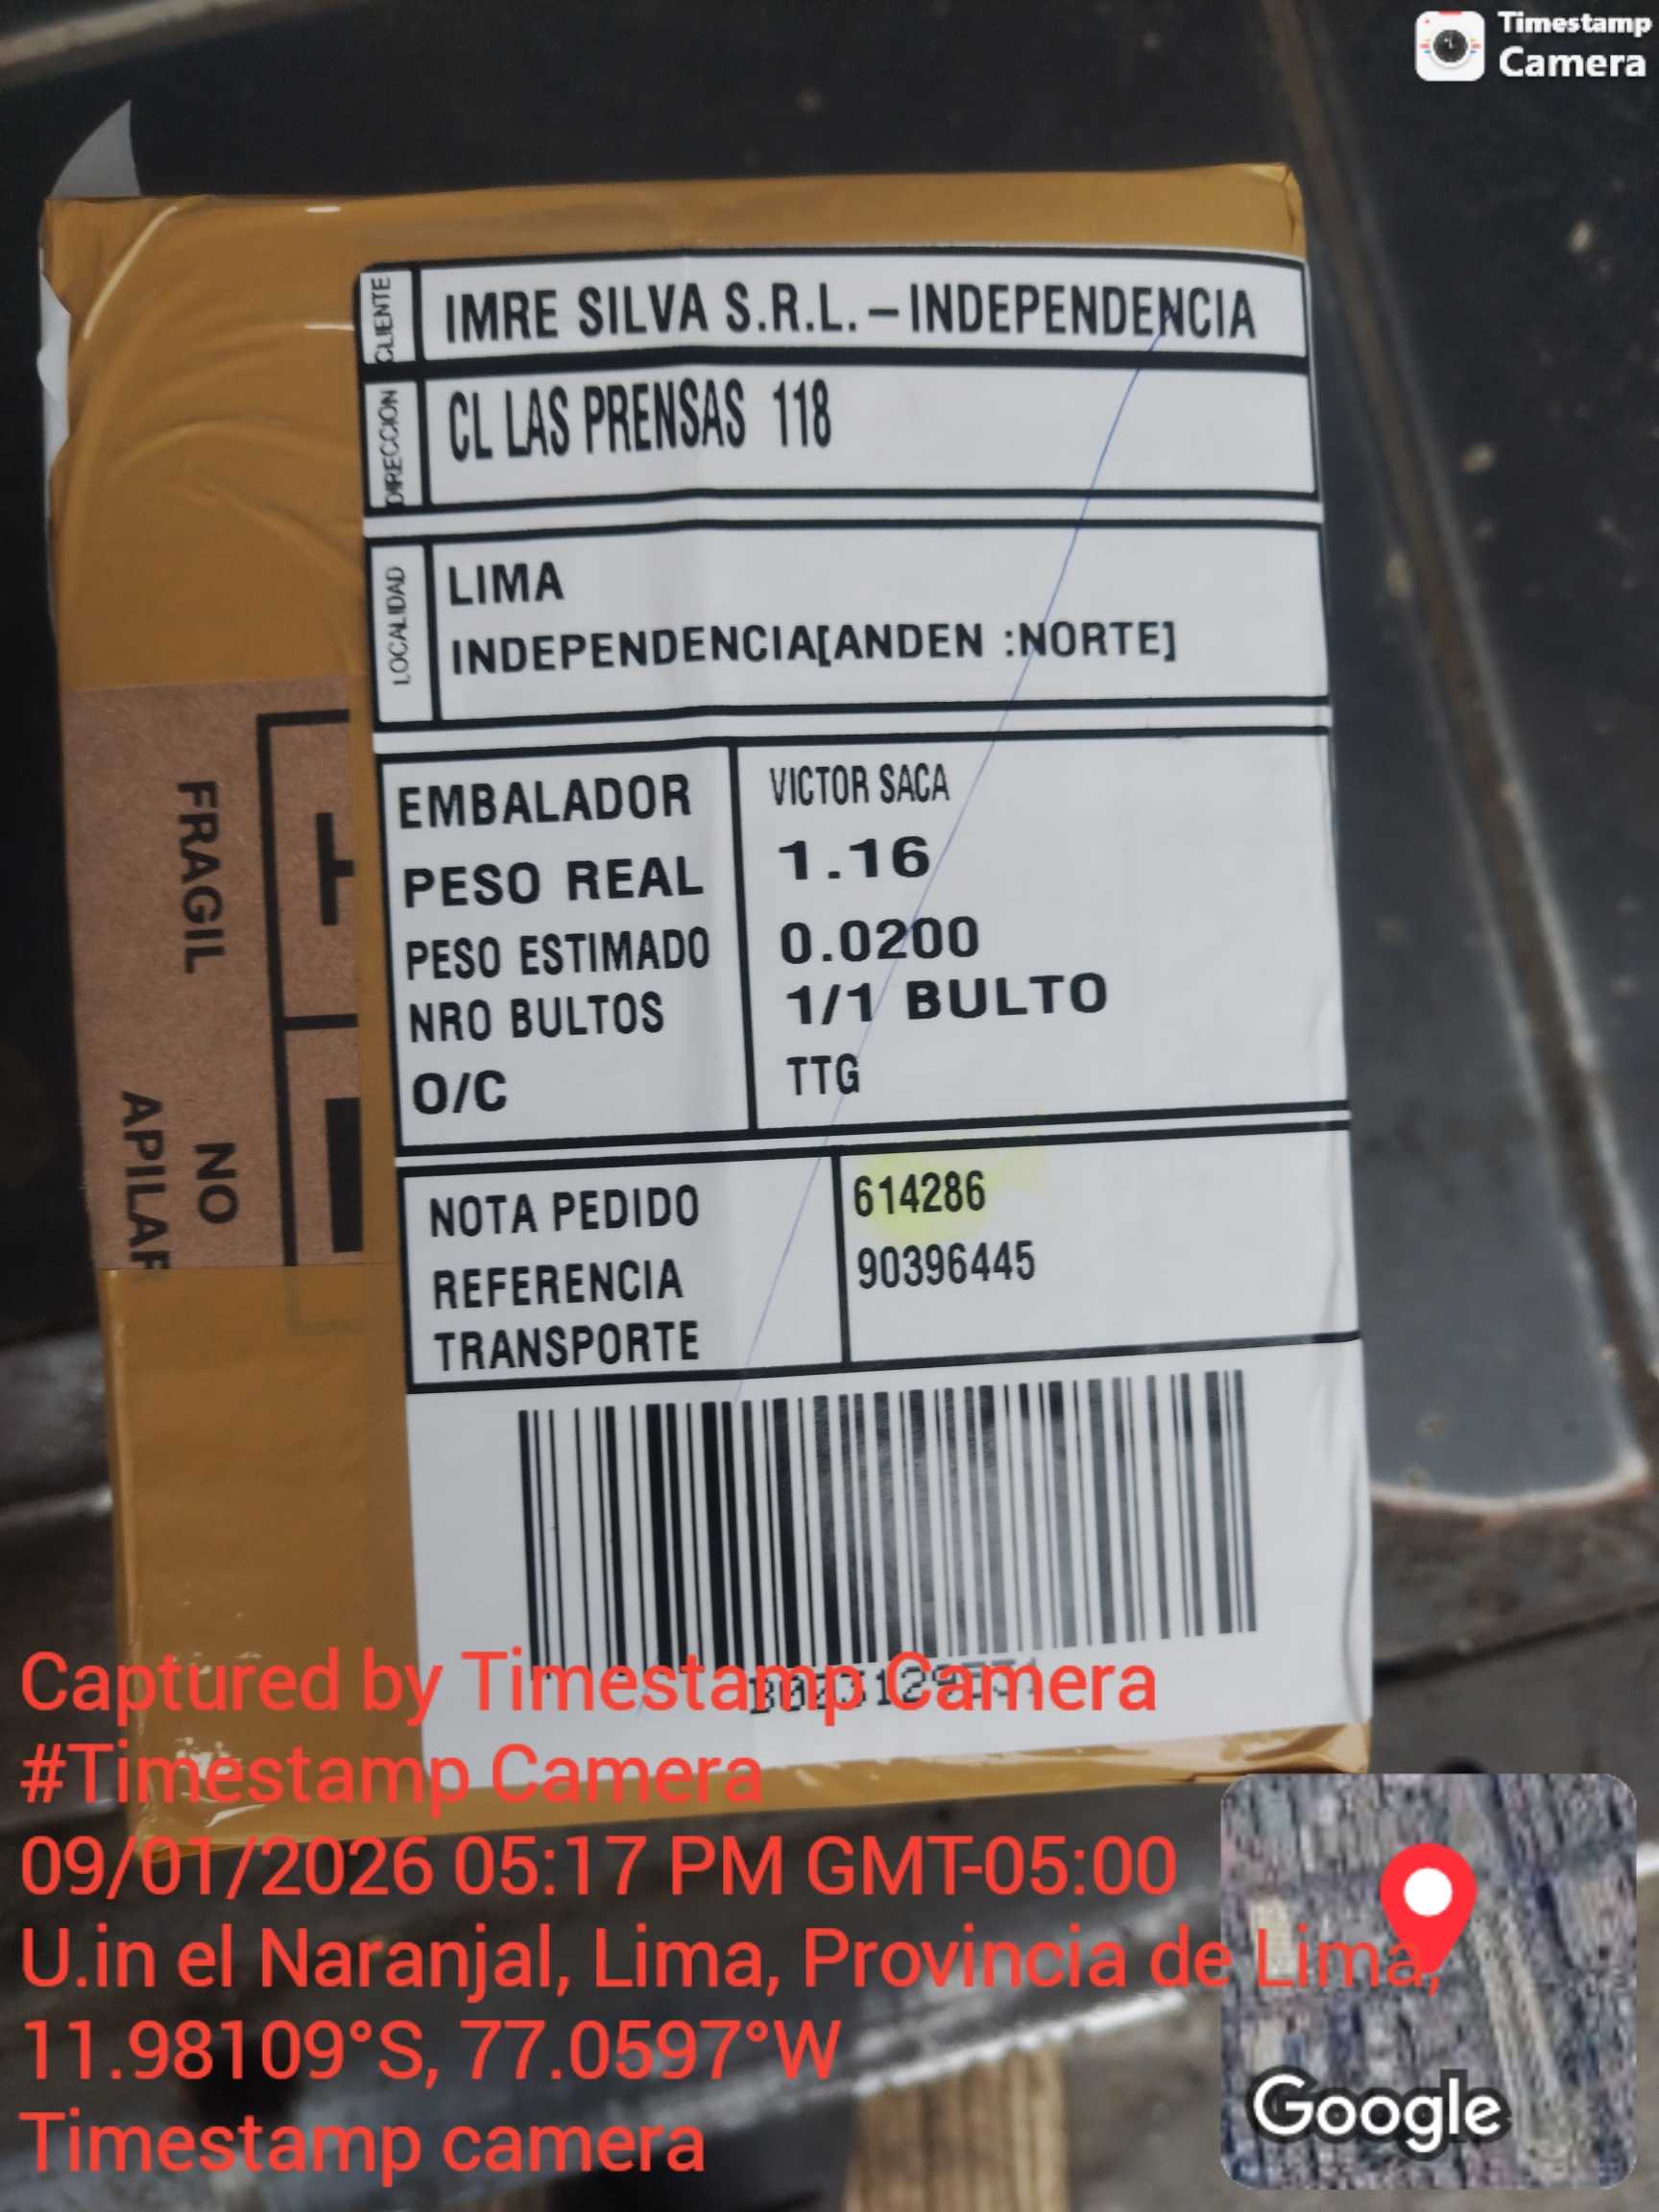 Timestamp
Camera
CLIENTE
IMRE SILVA S.R.L. – INDEPENDENCIA
DIRECCION
CL LAS PRENSAS 118
LOCALIDAD
LIMA
INDEPENDENCIA[ANDEN :NORTE]
EMBALADOR VICTOR SACA
PESO REAL 1.16
PESO ESTIMADO 0.0200
NRO BULTOS 1/1 BULTO
O/C TTG
NOTA PEDIDO 614286
REFERENCIA 90396445
TRANSPORTE
FRAGIL
NO
APILAR
Captured by Timestamp Camera
#Timestamp Camera
09/01/2026 05:17 PM GMT-05:00
U.in el Naranjal, Lima, Provincia de Lima,
11.98109°S, 77.0597°W
Timestamp camera
Google